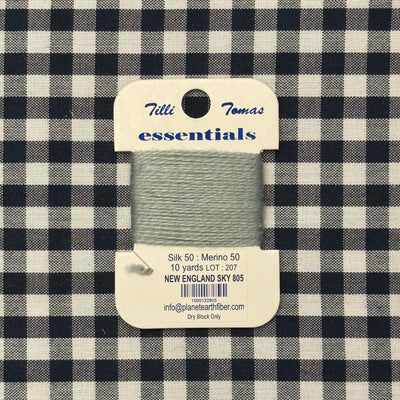 Tilli Tomas
essentials
Silk 50 : Merino 50
10 yards LOT : 207
NEW ENGLAND SKY 805
1000122805
info@planetearthfiber.com
Dry Block Only